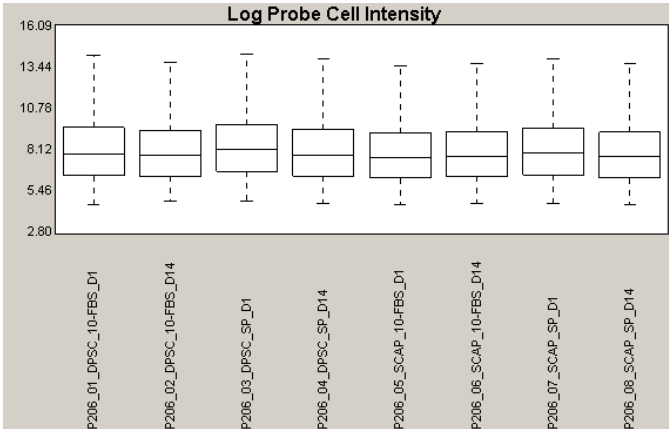 Log Probe Cell Intensity
16.09
13.44
10.78
8.12
5.46
2.80
P206_01_DPSC_10-FBS_D1
P206_02_DPSC_10-FBS_D14
P206_03_DPSC_SP_D1
P206_04_DPSC_SP_D14
P206_05_SCAP_10-FBS_D1
P206_06_SCAP_10-FBS_D14
P206_07_SCAP_SP_D1
P206_08_SCAP_SP_D14